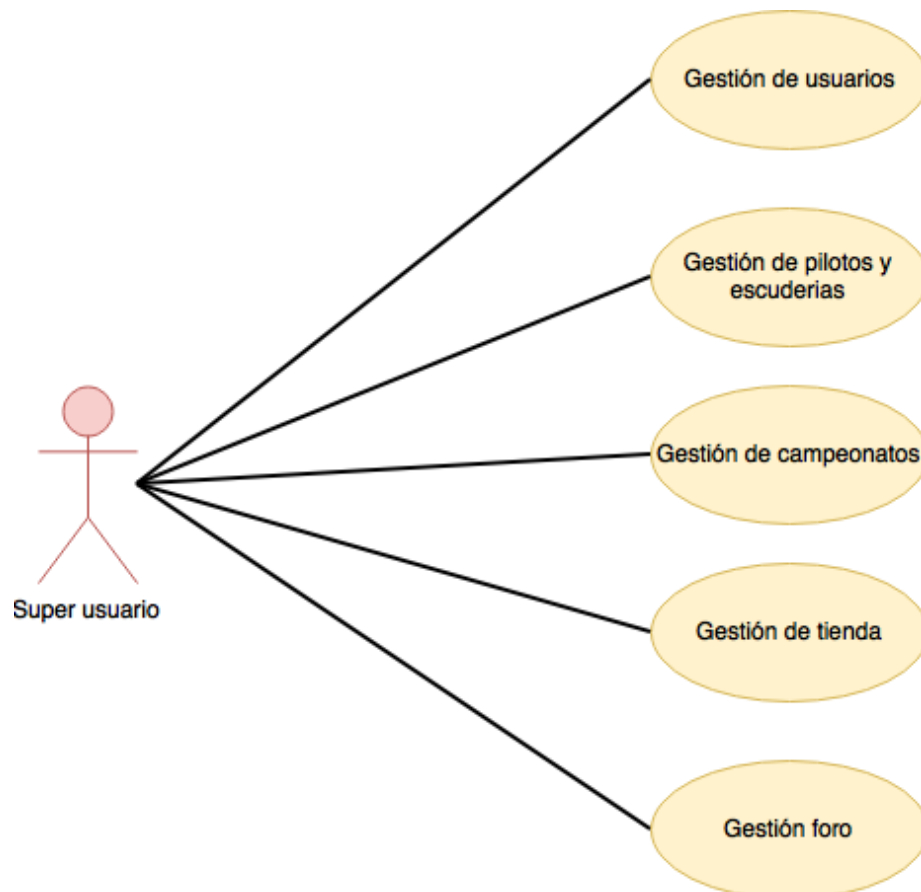 Gestión de usuarios
Gestión de pilotos y
escuderias
Gestión de campeonatos
Super usuario
Gestión de tienda
Gestión foro